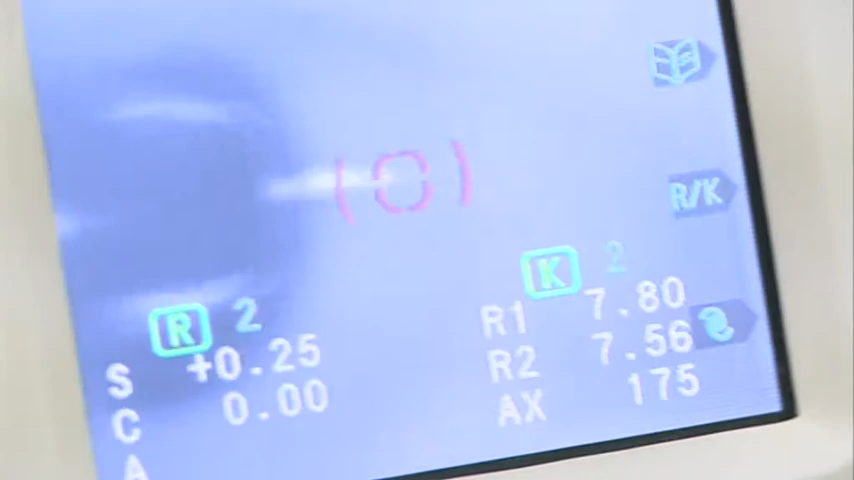 R/K
R 2
S +0.25
C 0.00
A
K 2
R1 7.80
R2 7.56
AX 175